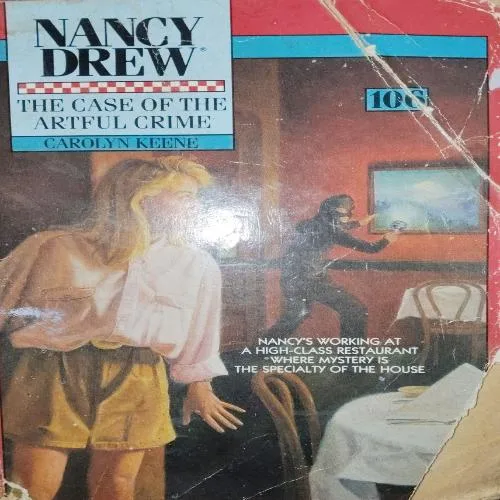 NANCY
DREW®
THE CASE OF THE
ARTFUL CRIME
CAROLYN KEENE
106
NANCY'S WORKING AT
A HIGH-CLASS RESTAURANT
WHERE MYSTERY IS
THE SPECIALTY OF THE HOUSE